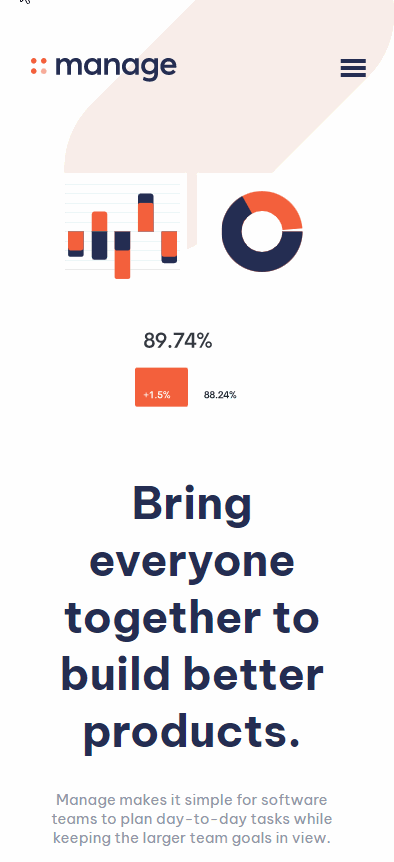 manage
89.74%
+1.5% 88.24%
Bring
everyone
together to
build better
products.
Manage makes it simple for software
teams to plan day-to-day tasks while
keeping the larger team goals in view.